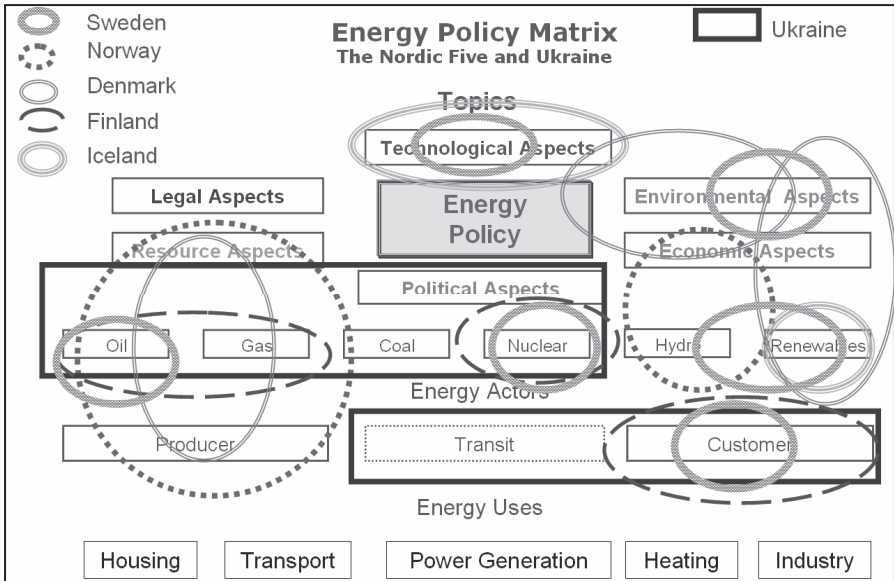 Sweden
Norway
Denmark
Finland
Iceland
Energy Policy Matrix
The Nordic Five and Ukraine
Ukraine
Topics
Technological Aspects
Legal Aspects
Energy
Policy
Environmental Aspects
Resource Aspects
Economic Aspects
Political Aspects
Oil
Gas
Coal
Nuclear
Hydr
Renewables
Energy Actors
Producer
Transit
Customer
Energy Uses
Housing
Transport
Power Generation
Heating
Industry